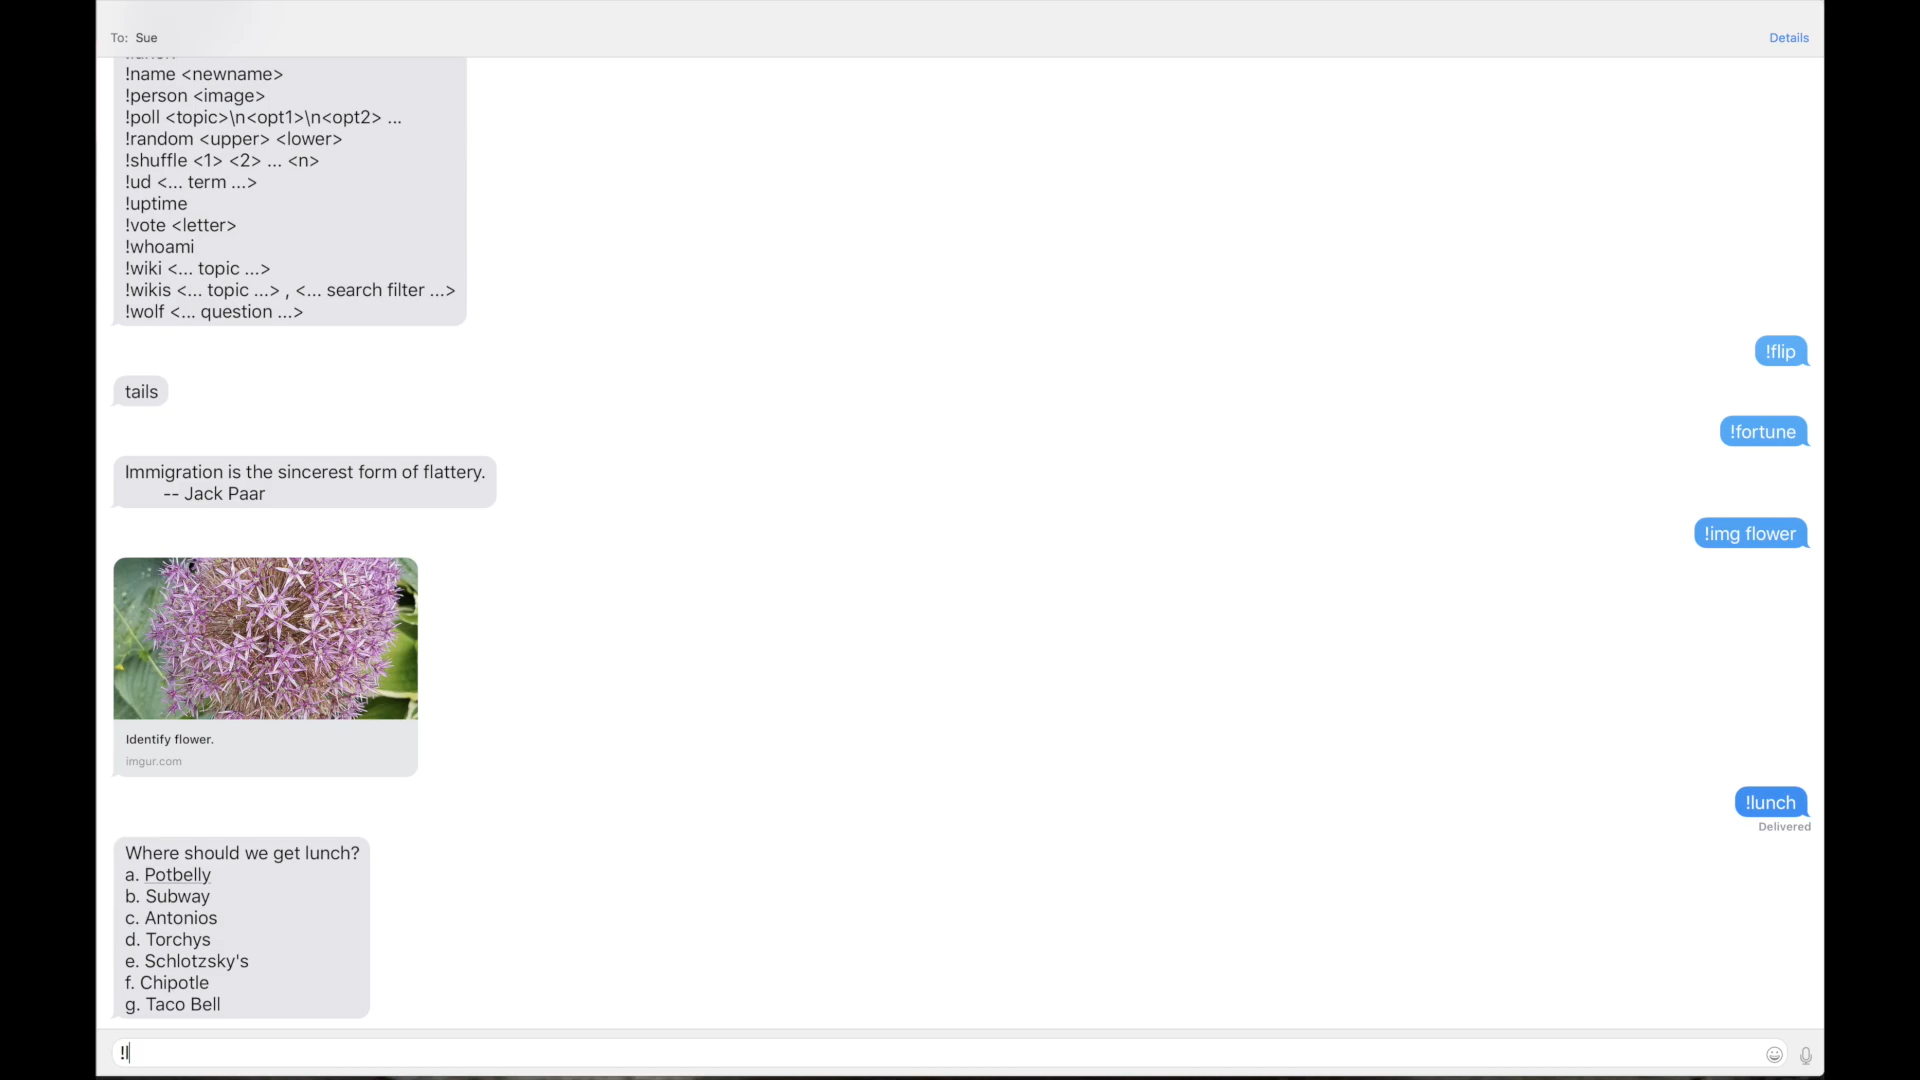 To: Sue
Details
!name <newname>
!person <image>
!poll <topic>\n<opt1>\n<opt2> ...
!random <upper> <lower>
!shuffle <1> <2> ... <n>
!ud <... term ...>
!uptime
!vote <letter>
!whoami
!wiki <... topic ...>
!wikis <... topic ...> , <... search filter ...>
!wolf <... question ...>
!flip
tails
!fortune
Immigration is the sincerest form of flattery.
-- Jack Paar
!img flower
Identify flower.
imgur.com
!lunch
Delivered
Where should we get lunch?
a. Potbelly
b. Subway
c. Antonios
d. Torchys
e. Schlotzsky's
f. Chipotle
g. Taco Bell
!l